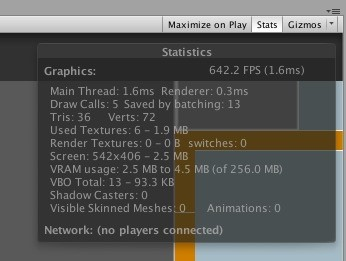 Maximize on Play Stats Gizmos
Statistics
Graphics: 642.2 FPS (1.6ms)
Main Thread: 1.6ms Renderer: 0.3ms
Draw Calls: 5 Saved by batching: 13
Tris: 36 Verts: 72
Used Textures: 6 – 1.9 MB
Render Textures: 0 – 0 B switches: 0
Screen: 542x406 – 2.5 MB
VRAM usage: 2.5 MB to 4.5 MB (of 256.0 MB)
VBO Total: 13 – 93.3 KB
Shadow Casters: 0
Visible Skinned Meshes: 0 Animations: 0
Network: (no players connected)